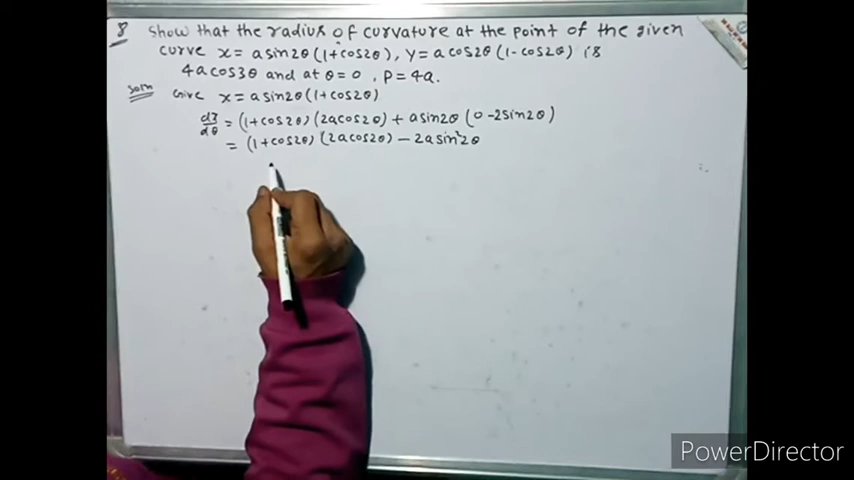 8 Show that the radius of curvature at the point of the given
curve x = a sin2θ (1+cos2θ), Y = a cos2θ (1-cos2θ) is
4a cos3θ and at θ=0, P=4a.
Soln Give x = a sin2θ (1+cos2θ)
dx/dθ = (1+cos2θ) (2a cos2θ) + a sin2θ (0-2sin2θ)
= (1+cos2θ) (2a cos2θ) - 2a sin²2θ
PowerDirector